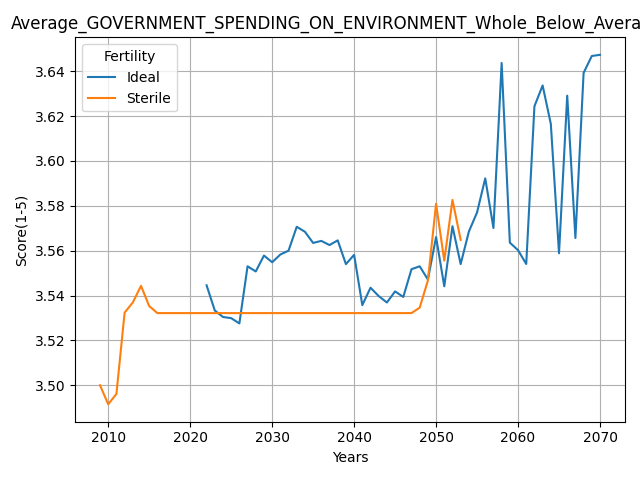 Average_GOVERNMENT_SPENDING_ON_ENVIRONMENT_Whole_Below_Avera
Fertility
Ideal
Sterile
3.64
3.62
3.60
3.58
3.56
3.54
3.52
3.50
Score(1-5)
2010 2020 2030 2040 2050 2060 2070
Years